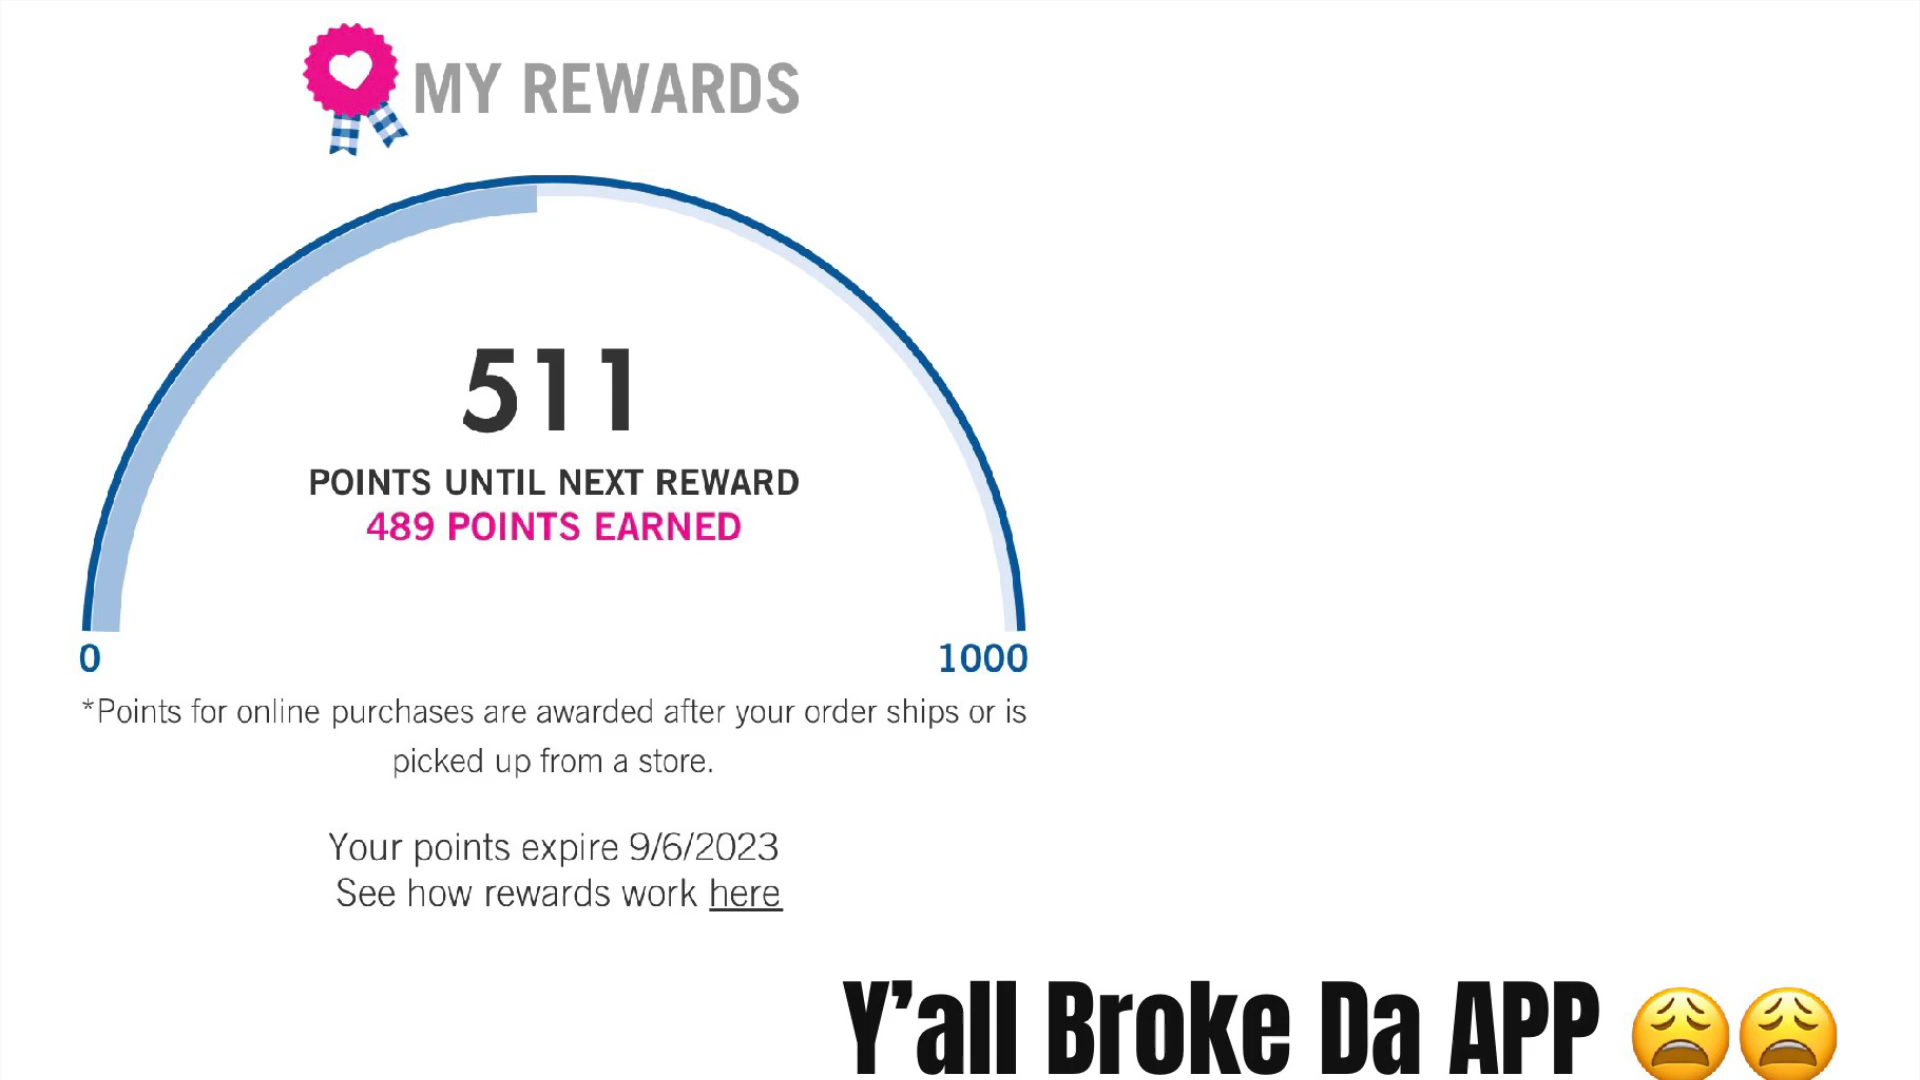 MY REWARDS
511
POINTS UNTIL NEXT REWARD
489 POINTS EARNED
0
1000
*Points for online purchases are awarded after your order ships or is
picked up from a store.
Your points expire 9/6/2023
See how rewards work here
Y’all Broke Da APP 😩😩